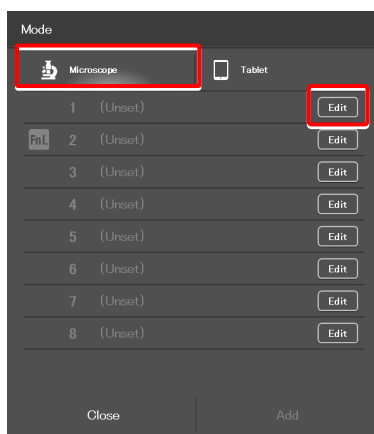 Mode
Microscope Tablet
1 (Unset) Edit
FnL 2 (Unset) Edit
3 (Unset) Edit
4 (Unset) Edit
5 (Unset) Edit
6 (Unset) Edit
7 (Unset) Edit
8 (Unset) Edit
Close Add